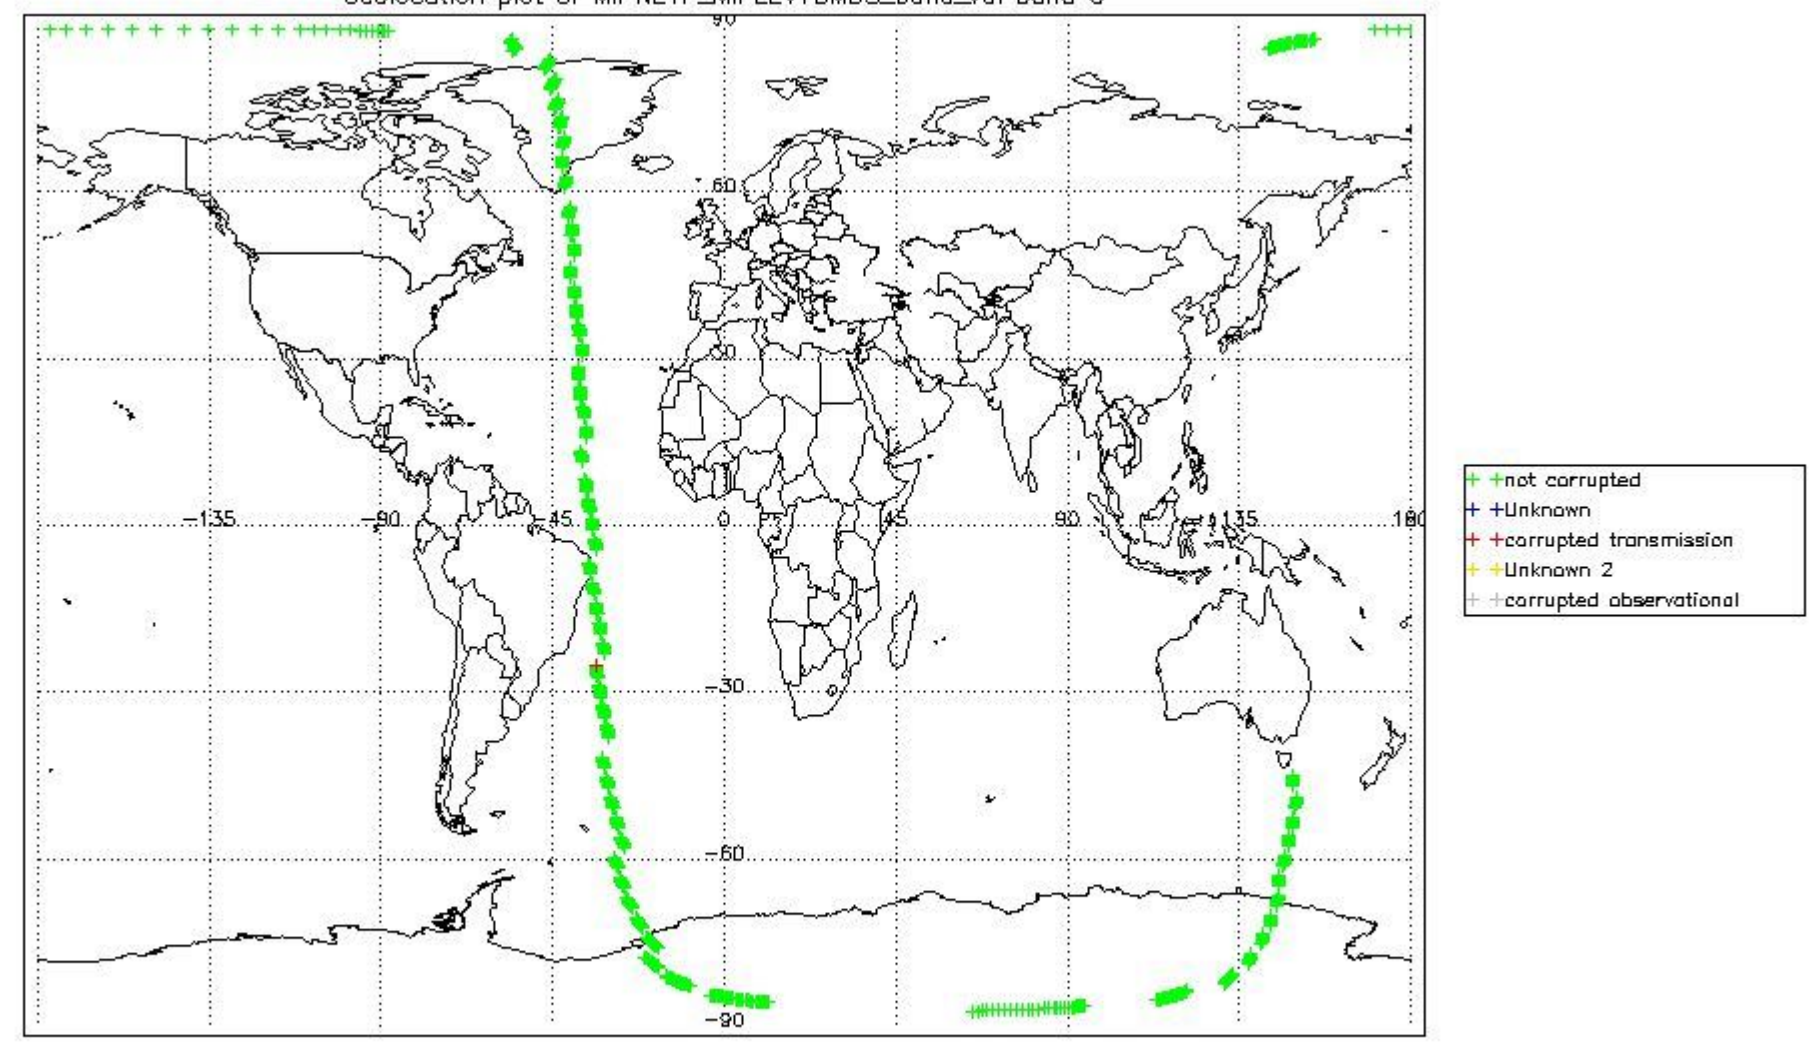 90
60
30
-135 -90 -45 0 45 90 135 180
-30
-60
-90
not corrupted
Unknown
corrupted transmission
Unknown 2
corrupted observational